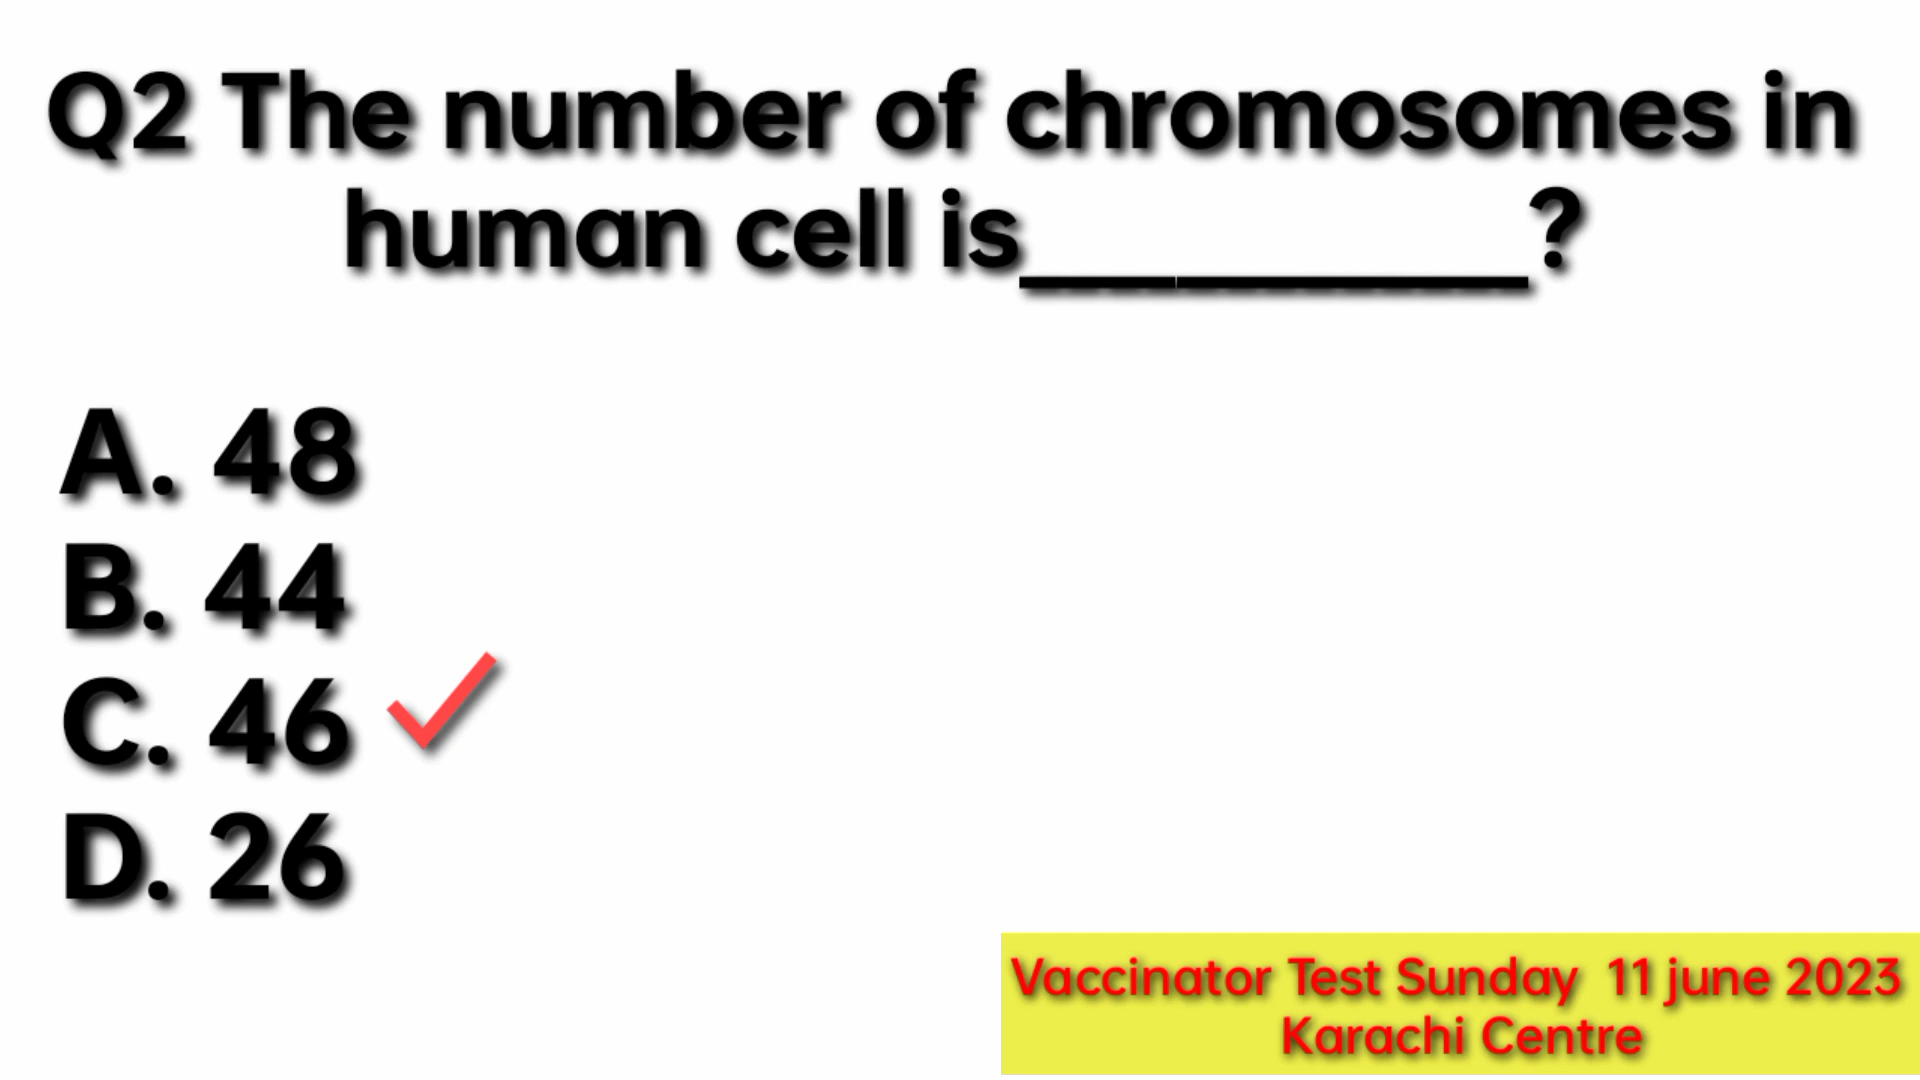 Q2 The number of chromosomes in
human cell is__________?
A. 48
B. 44
C. 46
D. 26
Vaccinator Test Sunday 11 june 2023
Karachi Centre